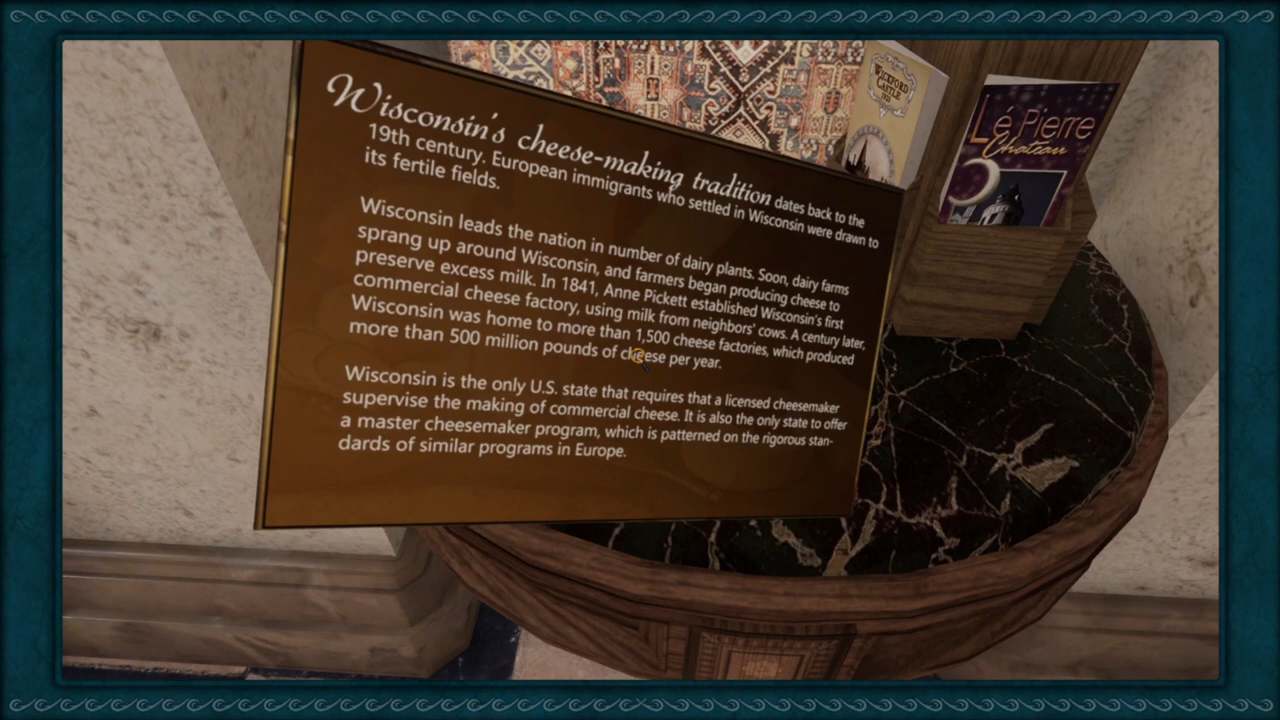 Wisconsin's cheese-making tradition dates back to the
19th century. European immigrants who settled in Wisconsin were drawn to
its fertile fields.
Wisconsin leads the nation in number of dairy plants. Soon, dairy farms
sprang up around Wisconsin, and farmers began producing cheese to
preserve excess milk. In 1841, Anne Pickett established Wisconsin's first
commercial cheese factory, using milk from neighbors' cows. A century later,
Wisconsin was home to more than 1,500 cheese factories, which produced
more than 500 million pounds of cheese per year.
Wisconsin is the only U.S. state that requires that a licensed cheesemaker
supervise the making of commercial cheese. It is also the only state to offer
a master cheesemaker program, which is patterned on the rigorous stan-
dards of similar programs in Europe.
WICKFORD
CASTLE
Lé Pierre
Chateau